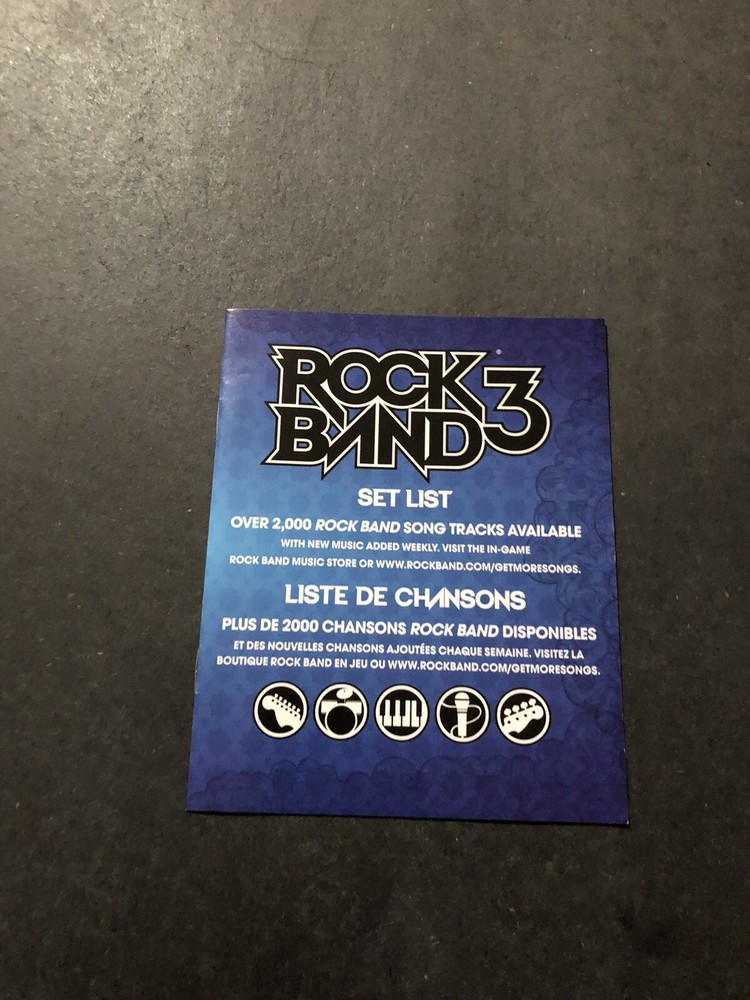 ROCK
BAND 3
SET LIST
OVER 2,000 ROCK BAND SONG TRACKS AVAILABLE
WITH NEW MUSIC ADDED WEEKLY. VISIT THE IN-GAME
ROCK BAND MUSIC STORE OR WWW.ROCKBAND.COM/GETMORESONGS.
LISTE DE CHANSONS
PLUS DE 2000 CHANSONS ROCK BAND DISPONIBLES
ET DES NOUVELLES CHANSONS AJOUTÉES CHAQUE SEMAINE. VISITEZ LA
BOUTIQUE ROCK BAND EN JEU OU WWW.ROCKBAND.COM/GETMORESONGS.